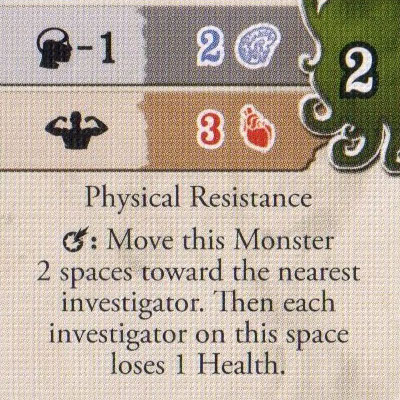 -1 2
2
3
Physical Resistance
: Move this Monster
2 spaces toward the nearest
investigator. Then each
investigator on this space
loses 1 Health.